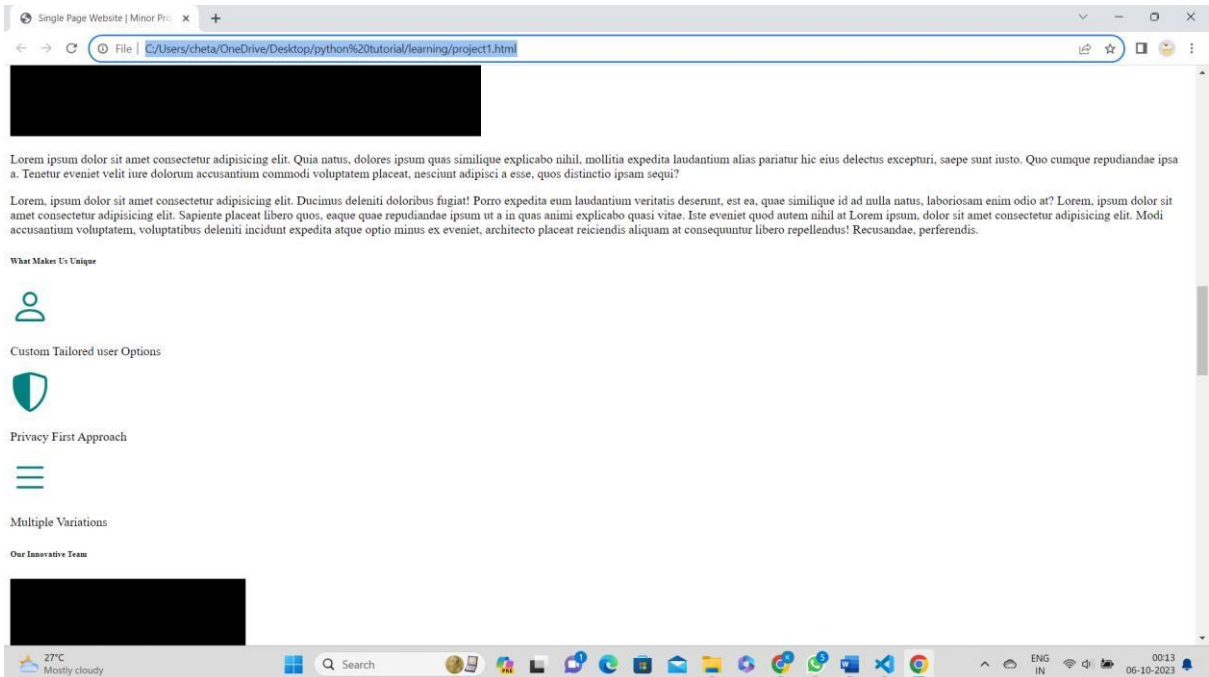 Single Page Website | Minor Pro
File | C:/Users/cheta/OneDrive/Desktop/python%20tutorial/learning/project1.html
Lorem ipsum dolor sit amet consectetur adipisicing elit. Quia natus, dolores ipsum quas similique explicabo nihil, mollitia expedita laudantium alias pariatur hic eius delectus excepturi, saepe sunt iusto. Quo cumque repudiandae ipsa
a. Tenetur eveniet velit iure dolorum accusantium commodi voluptatem placeat, nesciunt adipisci a esse, quos distinctio ipsam sequi?
Lorem, ipsum dolor sit amet consectetur adipisicing elit. Ducimus deleniti doloribus fugiat! Porro expedita eum laudantium veritatis deserunt, est ea, quae similique id ad nulla natus, laboriosam enim odio at? Lorem, ipsum dolor sit
amet consectetur adipisicing elit. Sapiente placeat libero quos, eaque quae repudiandae ipsum ut a in quas animi explicabo quasi vitae. Iste eveniet quod autem nihil at Lorem ipsum, dolor sit amet consectetur adipisicing elit. Modi
accusantium voluptatem, voluptatibus deleniti incidunt expedita atque optio minus ex eveniet, architecto placeat reiciendis aliquam at consequuntur libero repellendus! Recusandae, perferendis.
What Makes Us Unique
Custom Tailored user Options
Privacy First Approach
Multiple Variations
Our Innovative Team
27°C
Mostly cloudy
Search
ENG
IN
00:13
06-10-2023